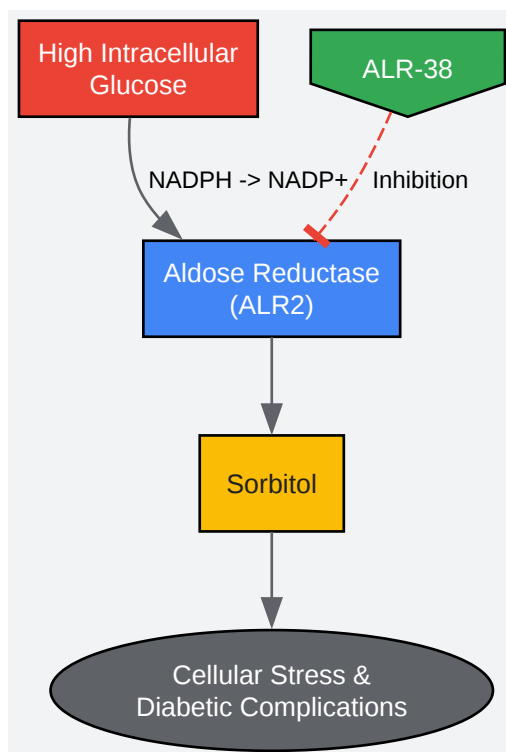 High Intracellular
Glucose
ALR-38
NADPH -> NADP+
Inhibition
Aldose Reductase
(ALR2)
Sorbitol
Cellular Stress &
Diabetic Complications